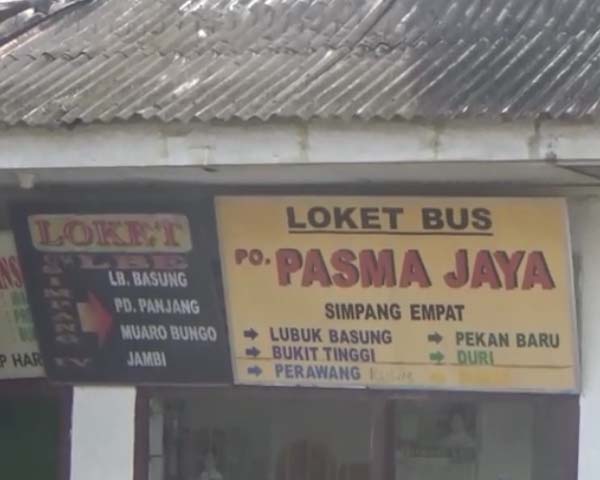 LOKET
LB. BASUNG
PD. PANJANG
MUARO BUNGO
JAMBI
LOKET BUS
PO. PASMA JAYA
SIMPANG EMPAT
LUBUK BASUNG
BUKIT TINGGI
PERAWANG
PEKAN BARU
DURI